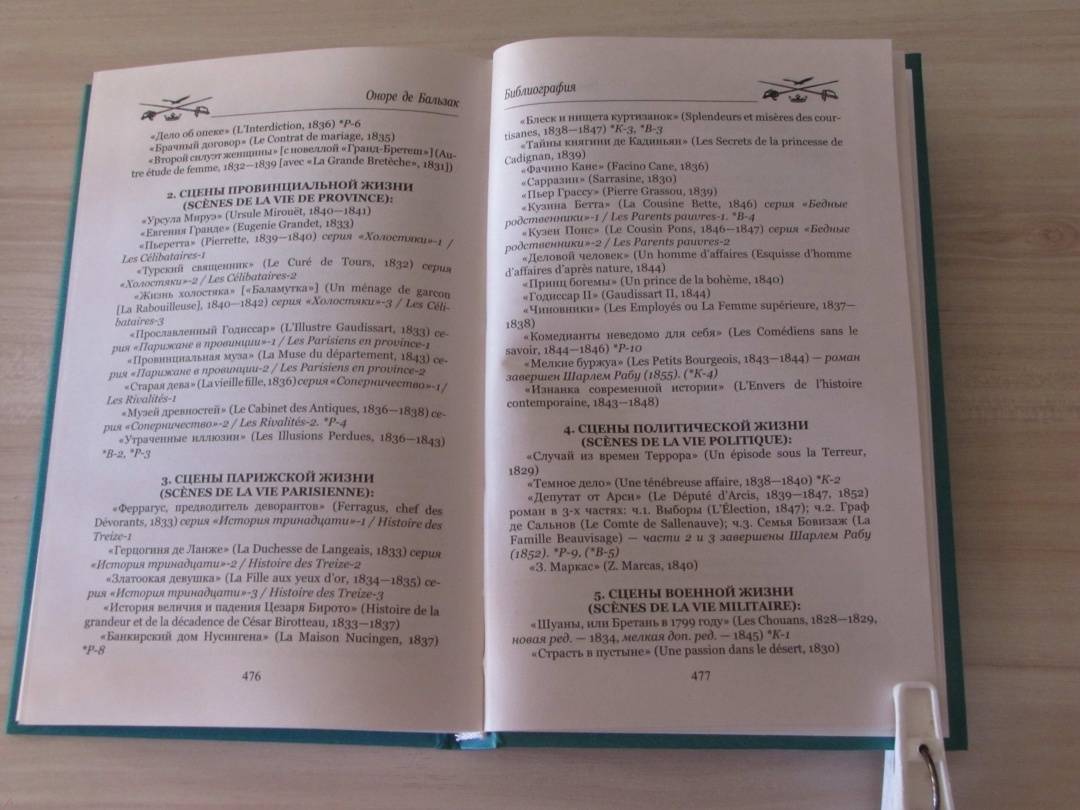 Оноре де Бальзак
«Дело об опеке» (L'Interdiction, 1836) *P-6
«Брачный договор» (Le Contrat de mariage, 1835)
«Второй силуэт женщины» [с новеллой «Гранд-Бретеш»] (Au-
tre étude de femme, 1832—1839 [avec «La Grande Bretèche», 1831])
2. СЦЕНЫ ПРОВИНЦИАЛЬНОЙ ЖИЗНИ
(SCÈNES DE LA VIE DE PROVINCE):
«Урсула Мируэ» (Ursule Mirouët, 1840—1841)
«Евгения Гранде» (Eugenie Grandet, 1833)
«Пьеретта» (Pierrette, 1839—1840) серия «Холостяки»-1 /
Les Célibataires-1
«Турский священник» (Le Curé de Tours, 1832) серия
«Холостяки»-2 / Les Célibataires-2
«Жизнь холостяка» [«Баламутка»] (Un ménage de garcon
[La Rabouilleuse], 1840—1842) серия «Холостяки»-3 / Les Céli-
bataires-3
«Прославленный Годиссар» (L'Illustre Gaudissart, 1833) се-
рия «Парижане в провинции»-1 / Les Parisiens en province-1
«Провинциальная муза» (La Muse du département, 1843) се-
рия «Парижане в провинции-2 / Les Parisiens en province-2
«Старая дева» (La vieille fille, 1836) серия «Соперничество»-1/
Les Rivalités-1
«Музей древностей» (Le Cabinet des Antiques, 1836—1838) се-
рия «Соперничество»-2 / Les Rivalités-2. *P-4
«Утраченные иллюзии» (Les Illusions Perdues, 1836—1843)
*B-2, *P-3
3. СЦЕНЫ ПАРИЖСКОЙ ЖИЗНИ
(SCÈNES DE LA VIE PARISIENNE):
«Феррагус, предводитель деворантов» (Ferragus, chef des
Dévorants, 1833) серия «История тринадцати»-1 / Histoire des
Treize-1
«Герцогиня де Ланже» (La Duchesse de Langeais, 1833) серия
«История тринадцати»-2 / Histoire des Treize-2
«Златоокая девушка» (La Fille aux yeux d'or, 1834—1835) се-
рия «История тринадцати»-3 / Histoire des Treize-3
«История величия и падения Цезаря Бирото» (Histoire de la
grandeur et de la décadence de César Birotteau, 1833—1837)
«Банкирский дом Нусингена» (La Maison Nucingen, 1837)
*P-8
476
Библиография
«Блеск и нищета куртизанок» (Splendeurs et misères des cour-
tisanes, 1838—1847) *K-3, *B-3
«Тайны княгини де Кадиньян» (Les Secrets de la princesse de
Cadignan, 1839)
«Фачино Кане» (Facino Cane, 1836)
«Сарразин» (Sarrasine, 1830)
«Пьер Грассу» (Pierre Grassou, 1839)
«Кузина Бетта» (La Cousine Bette, 1846) серия «Бедные
родственники»-1 / Les Parents pauvres-1. *B-4
«Кузен Понс» (Le Cousin Pons, 1846—1847) серия «Бедные
родственники»-2 / Les Parents pauvres-2
«Деловой человек» (Un homme d'affaires (Esquisse d'homme
d'affaires d'après nature, 1844)
«Принц богемы» (Un prince de la bohème, 1840)
«Годиссар II» (Gaudissart II, 1844)
«Чиновники» (Les Employés ou La Femme supérieure, 1837—
1838)
«Комедианты неведомо для себя» (Les Comédiens sans le
savoir, 1844—1846) *P-10
«Мелкие буржуа» (Les Petits Bourgeois, 1843—1844) — роман
завершен Шарлем Рабу (1855). (*K-4)
«Изнанка современной истории» (L'Envers de l'histoire
contemporaine, 1843—1848)
4. СЦЕНЫ ПОЛИТИЧЕСКОЙ ЖИЗНИ
(SCÈNES DE LA VIE POLITIQUE):
«Случай из времен Террора» (Un épisode sous la Terreur,
1829)
«Темное дело» (Une ténébreuse affaire, 1838—1840) *K-2
«Депутат от Арси» (Le Député d'Arcis, 1839—1847, 1852)
роман в 3-х частях: ч.1. Выборы (L'Élection, 1847); ч.2. Граф
де Сальнов (Le Comte de Sallenauve); ч.3. Семья Бовизаж (La
Famille Beauvisage) — части 2 и 3 завершены Шарлем Рабу
(1852). *P-9, (*B-5)
«З. Маркас» (Z. Marcas, 1840)
5. СЦЕНЫ ВОЕННОЙ ЖИЗНИ
(SCÈNES DE LA VIE MILITAIRE):
«Шуаны, или Бретань в 1799 году» (Les Chouans, 1828—1829,
новая ред. — 1834, мелкая доп. ред. — 1845) *K-1
«Страсть в пустыне» (Une passion dans le désert, 1830)
477